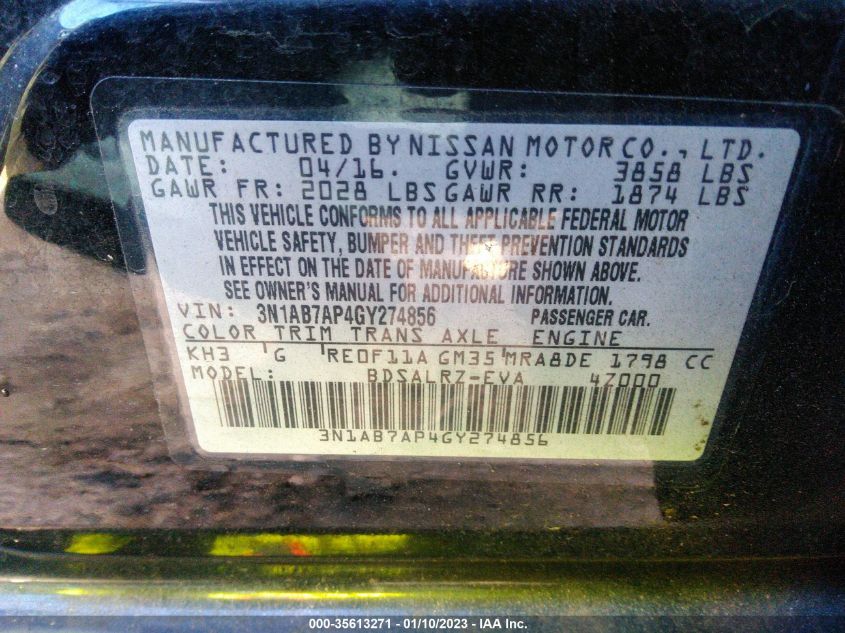 MANUFACTURED BY NISSAN MOTOR CO., LTD.
DATE: 04/16. GVWR: 3858 LBS
GAWR FR: 2028 LBS GAWR RR: 1874 LBS
THIS VEHICLE CONFORMS TO ALL APPLICABLE FEDERAL MOTOR
VEHICLE SAFETY, BUMPER AND THEFT PREVENTION STANDARDS
IN EFFECT ON THE DATE OF MANUFACTURE SHOWN ABOVE.
SEE OWNER'S MANUAL FOR ADDITIONAL INFORMATION.
VIN: 3N1AB7AP4GY274856 PASSENGER CAR.
COLOR TRIM TRANS AXLE ENGINE
KH3 G RE0F11A GM35 MRA8DE 1798 CC
MODEL: BDSALRZ-EVA 47000
3N1AB7AP4GY274856
000-35613271 - 01/10/2023 - IAA Inc.